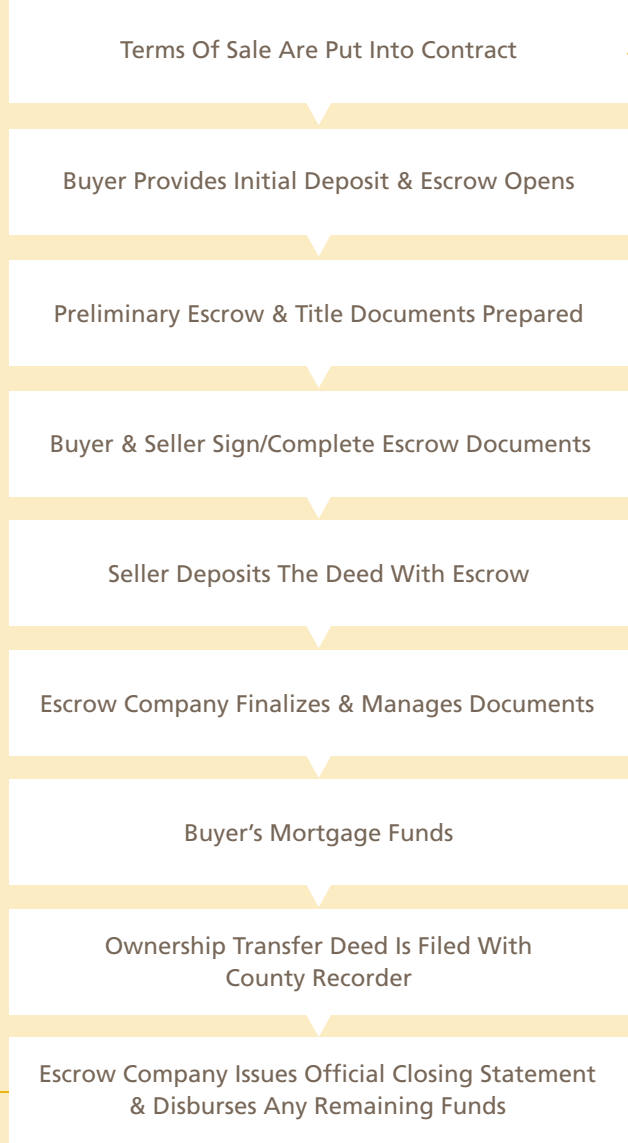 Terms Of Sale Are Put Into Contract
Buyer Provides Initial Deposit & Escrow Opens
Preliminary Escrow & Title Documents Prepared
Buyer & Seller Sign/Complete Escrow Documents
Seller Deposits The Deed With Escrow
Escrow Company Finalizes & Manages Documents
Buyer’s Mortgage Funds
Ownership Transfer Deed Is Filed With
County Recorder
Escrow Company Issues Official Closing Statement
& Disburses Any Remaining Funds